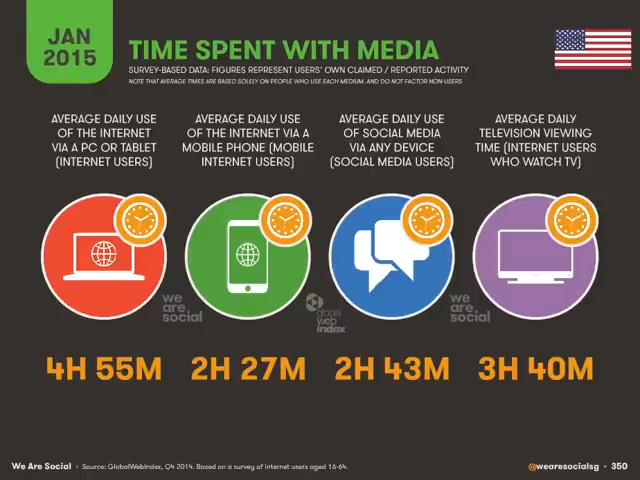 JAN
2015
TIME SPENT WITH MEDIA
SURVEY-BASED DATA: FIGURES REPRESENT USERS' OWN CLAIMED / REPORTED ACTIVITY
NOTE THAT AVERAGE TIMES ARE BASED SOLELY ON PEOPLE WHO USE EACH MEDIUM, AND DO NOT FACTOR NON-USERS
AVERAGE DAILY USE
OF THE INTERNET
VIA A PC OR TABLET
(INTERNET USERS)
AVERAGE DAILY USE
OF THE INTERNET VIA A
MOBILE PHONE (MOBILE
INTERNET USERS)
AVERAGE DAILY USE
OF SOCIAL MEDIA
VIA ANY DEVICE
(SOCIAL MEDIA USERS)
AVERAGE DAILY
TELEVISION VIEWING
TIME (INTERNET USERS
WHO WATCH TV)
we
are
social
global
web
index
we
are
social
4H 55M
2H 27M
2H 43M
3H 40M
We Are Social • Source: GlobalWebIndex, Q4 2014. Based on a survey of internet users aged 16-64.
@wearesocialsg • 350